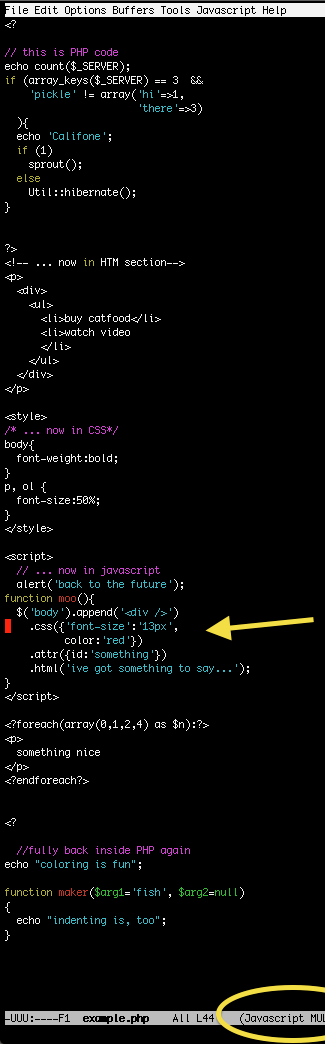 File Edit Options Buffers Tools Javascript Help
<?
// this is PHP code
echo count($_SERVER);
if (array_keys($_SERVER) == 3  &&
    'pickle' != array('hi'=>1,
                      'there'=>3)
  ){
  echo 'Califone';
  if (1)
    sprout();
  else
    Util::hibernate();
}
?>
<!-- ... now in HTM section-->
<p>
  <div>
    <ul>
      <li>buy catfood</li>
      <li>watch video
      </li>
    </ul>
  </div>
</p>
<style>
/* ... now in CSS*/
body{
  font-weight:bold;
}
p, ol {
  font-size:50%;
}
</style>
<script>
  // ... now in javascript
  alert('back to the future');
function moo(){
  $('body').append('<div />')
    .css({'font-size':'13px',
          color:'red'})
    .attr({id:'something'})
    .html('ive got something to say...');
}
</script>
<?foreach(array(0,1,2,4) as $n):?>
<p>
  something nice
</p>
<?endforeach?>
<?
  //fully back inside PHP again
echo "coloring is fun";
function maker($arg1='fish', $arg2=null)
{
  echo "indenting is, too";
}
-UUU:----F1  example.php    All L44    (Javascript MUL